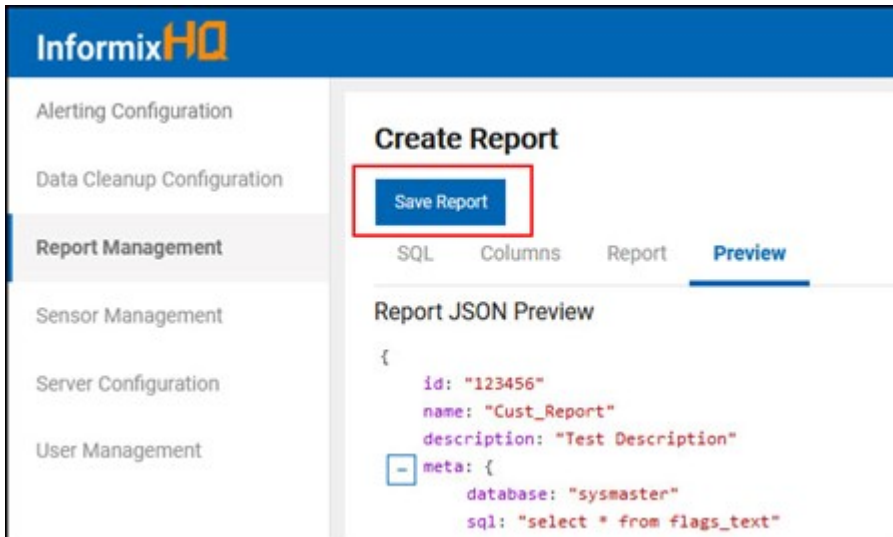 InformixHQ
Alerting Configuration
Data Cleanup Configuration
Report Management
Sensor Management
Server Configuration
User Management
Create Report
Save Report
SQL Columns Report Preview
Report JSON Preview
{
id: "123456"
name: "Cust_Report"
description: "Test Description"
- meta: {
database: "sysmaster"
sql: "select * from flags_text"